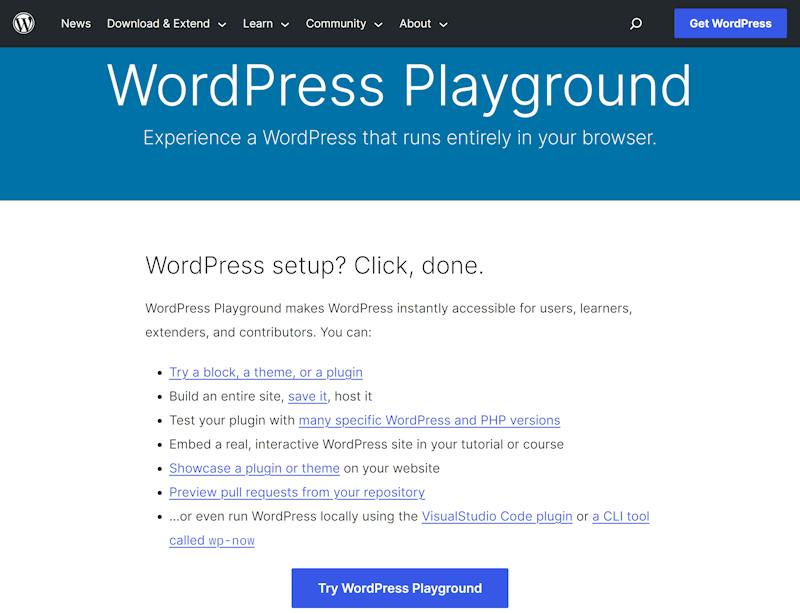 News Download & Extend Learn Community About Get WordPress
WordPress Playground
Experience a WordPress that runs entirely in your browser.
WordPress setup? Click, done.
WordPress Playground makes WordPress instantly accessible for users, learners,
extenders, and contributors. You can:
• Try a block, a theme, or a plugin
• Build an entire site, save it, host it
• Test your plugin with many specific WordPress and PHP versions
• Embed a real, interactive WordPress site in your tutorial or course
• Showcase a plugin or theme on your website
• Preview pull requests from your repository
• ...or even run WordPress locally using the VisualStudio Code plugin or a CLI tool
called wp-now
Try WordPress Playground